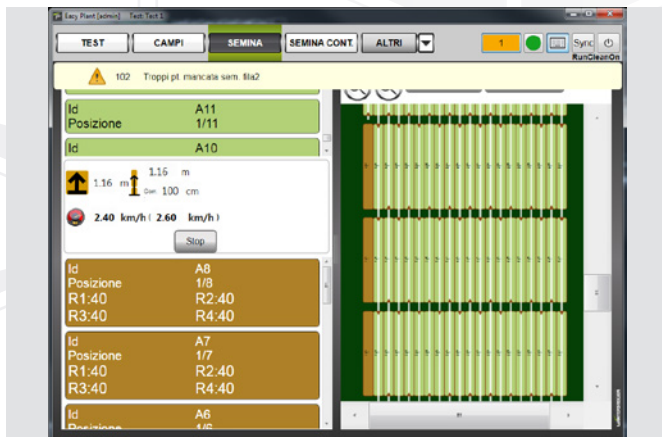 Easy Plant [admin] Test: Test 1
TEST
CAMPI
SEMINA
SEMINA CONT.
ALTRI
1
Sync
RunCleanOn
102 Troppi pt. mancata sem. fila2
Id A11
Posizione 1/11
Id A10
1.16 m
1.16 m
100 cm
2.40 km/h ( 2.60 km/h )
Stop
Id A8
Posizione 1/8
R1:40 R2:40
R3:40 R4:40
Id A7
Posizione 1/7
R1:40 R2:40
R3:40 R4:40
Id A6
Posizione 1/6